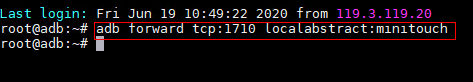 Last login: Fri Jun 19 10:49:22 2020 from 119.3.119.20
root@adb:~# adb forward tcp:1710 localabstract:minitouch
root@adb:~#